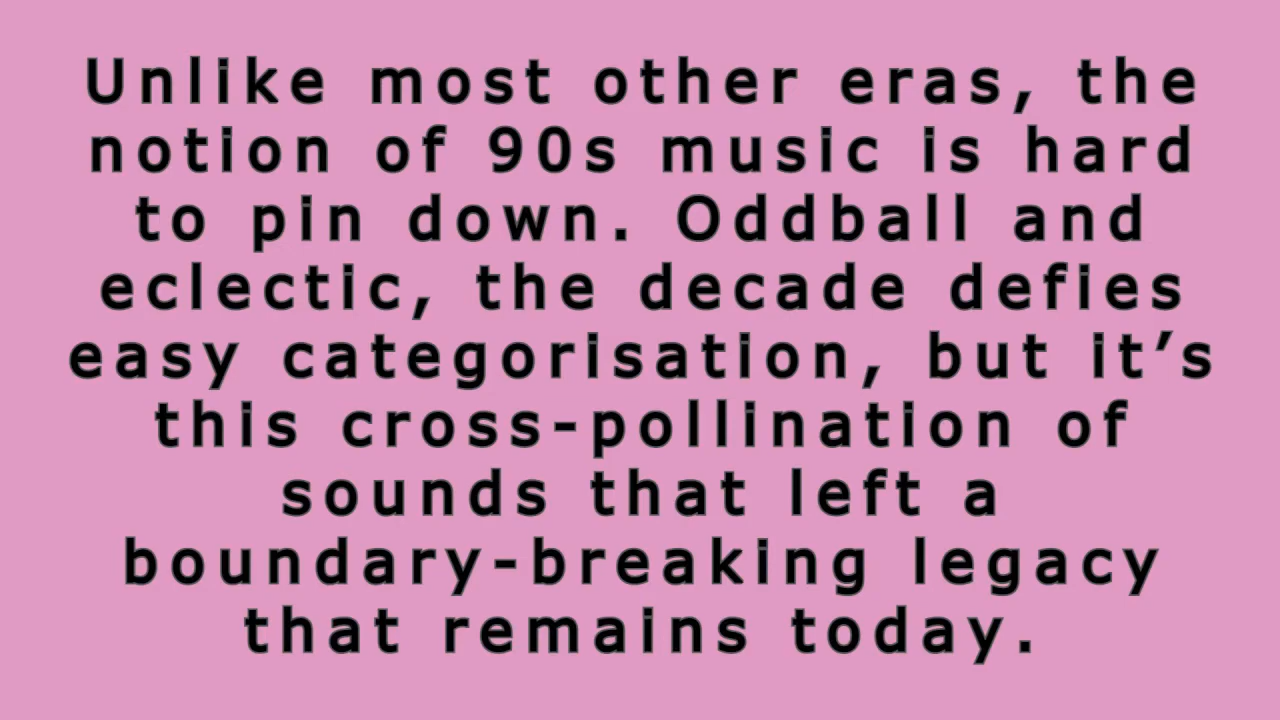 Unlike most other eras, the
notion of 90s music is hard
to pin down. Oddball and
eclectic, the decade defies
easy categorisation, but it’s
this cross-pollination of
sounds that left a
boundary-breaking legacy
that remains today.